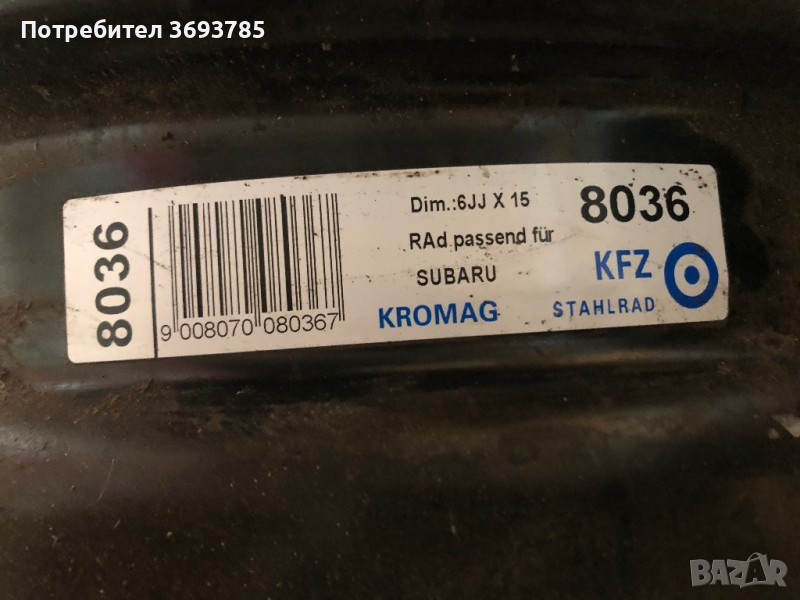 Потребител 3693785
8036
9 008070 080367
Dim.:6JJ X 15
RAd passend für
SUBARU
KROMAG
8036
KFZ
STAHLRAD
BAZAR